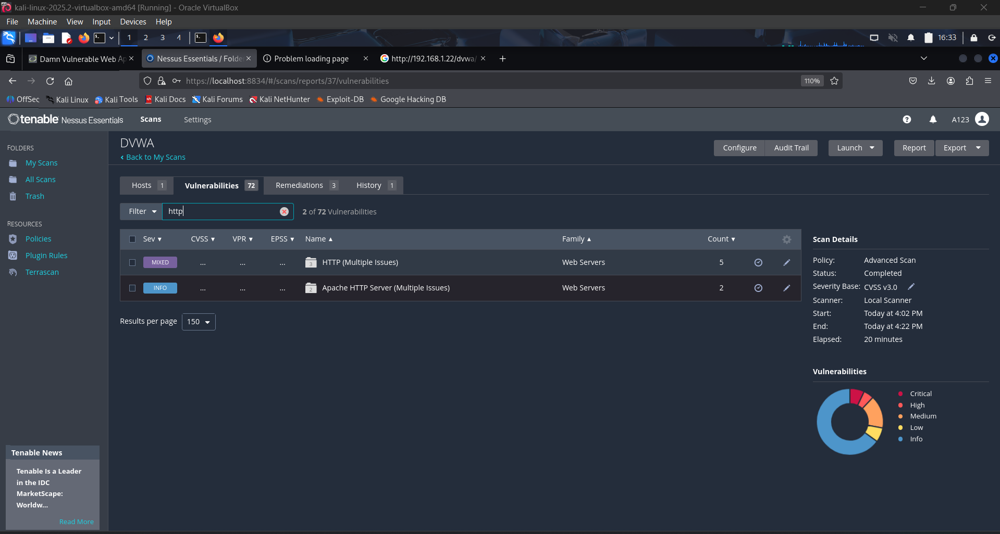 kali-linux-2025.2-virtualbox-amd64 [Running] - Oracle VirtualBox
File Machine View Input Devices Help
1 2 3 4 16:33
Damn Vulnerable Web Ap
Nessus Essentials / Folde
Problem loading page
http://192.168.1.22/dvwa/
https://localhost:8834/#/scans/reports/37/vulnerabilities 110%
OffSec Kali Linux Kali Tools Kali Docs Kali Forums Kali NetHunter Exploit-DB Google Hacking DB
tenable Nessus Essentials Scans Settings A123
FOLDERS
My Scans
All Scans
Trash
RESOURCES
Policies
Plugin Rules
Terrascan
Tenable News
Tenable Is a Leader
in the IDC
MarketScape:
Worldw...
Read More
DVWA
Back to My Scans
Configure Audit Trail Launch Report Export
Hosts 1 Vulnerabilities 72 Remediations 3 History 1
Filter http 2 of 72 Vulnerabilities
Sev CVSS VPR EPSS Name Family Count
MIXED ... ... ... 3 HTTP (Multiple Issues) Web Servers 5
INFO ... ... ... 2 Apache HTTP Server (Multiple Issues) Web Servers 2
Results per page 150
Scan Details
Policy: Advanced Scan
Status: Completed
Severity Base: CVSS v3.0
Scanner: Local Scanner
Start: Today at 4:02 PM
End: Today at 4:22 PM
Elapsed: 20 minutes
Vulnerabilities
Critical
High
Medium
Low
Info